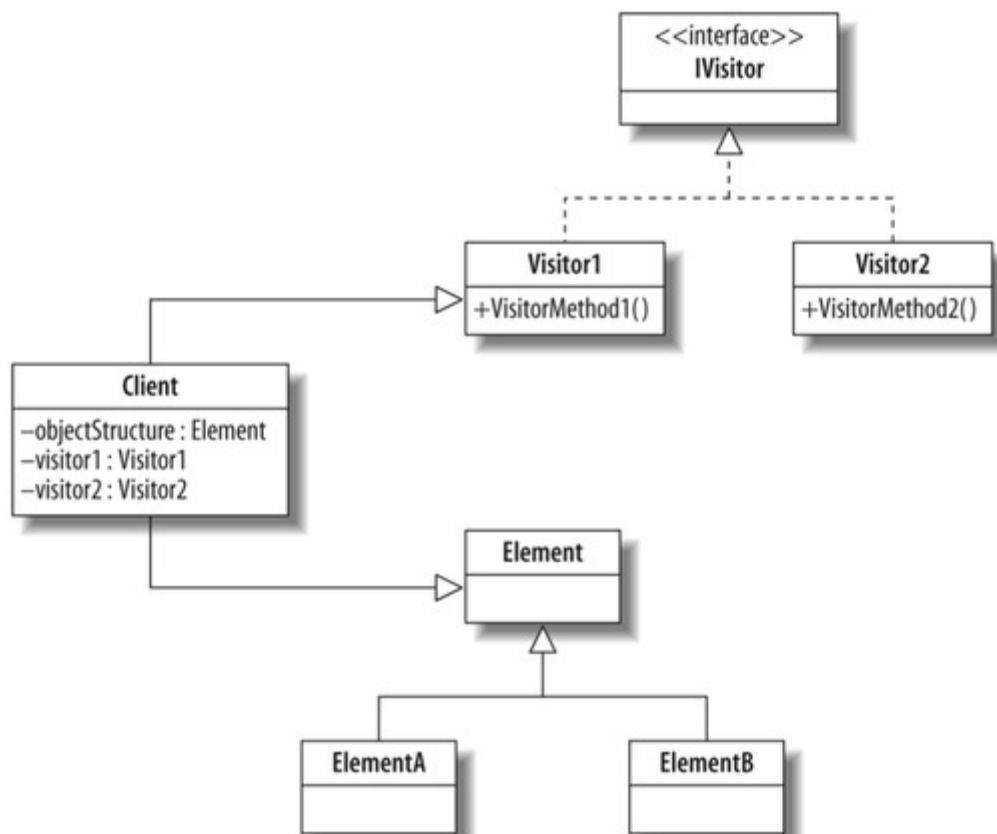 <<interface>>
IVisitor
Visitor1
+VisitorMethod1()
Visitor2
+VisitorMethod2()
Client
–objectStructure : Element
–visitor1 : Visitor1
–visitor2 : Visitor2
Element
ElementA
ElementB